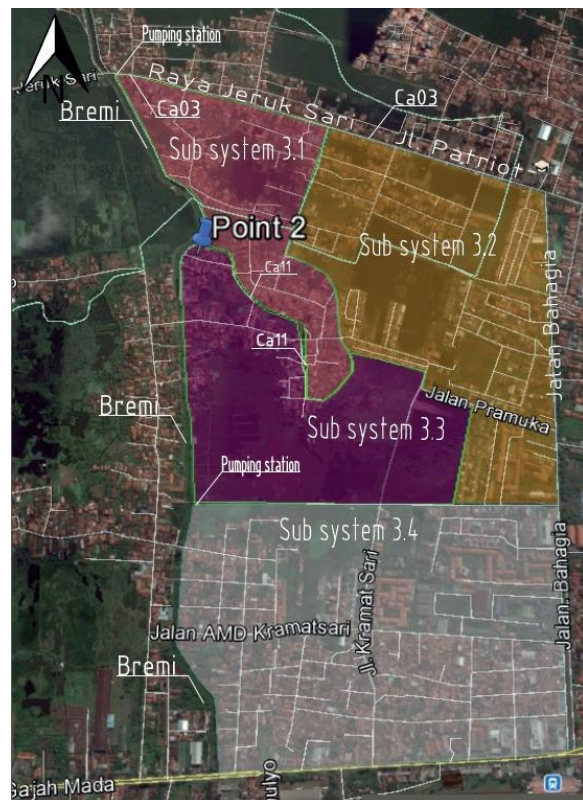 Pumping station
N
Jeruk Sari
Raya Jeruk Sari
Ca03
Ca03
Bremi
Jl. Patriot
Sub system 3.1
Point 2
Sub system 3.2
Ca11
Jalan Bahagia
Ca11
Jalan Pramuka
Bremi
Sub system 3.3
Pumping station
Sub system 3.4
Jl. Kramat Sari
Jalan. Bahagia
Jalan AMD Kramatsari
Bremi
Gajah Mada